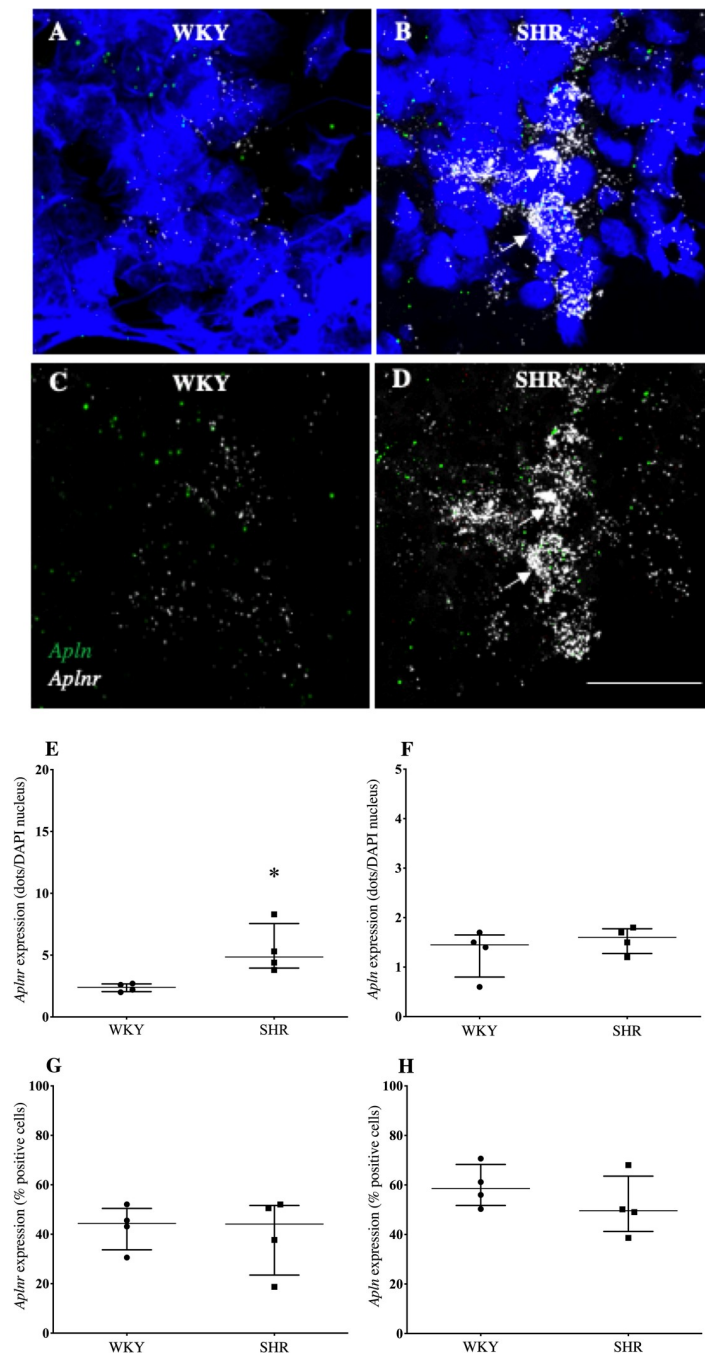 A WKY
B SHR
C WKY
D SHR
Apln
Aplnr
E
Aplnr expression (dots/DAPI nucleus)
20
15
10
5
0
*
WKY SHR
F
Apln expression (dots/DAPI nucleus)
5
4
3
2
1
0
WKY SHR
G
Aplnr expression (% positive cells)
100
80
60
40
20
0
WKY SHR
H
Apln expression (% positive cells)
100
80
60
40
20
0
WKY SHR